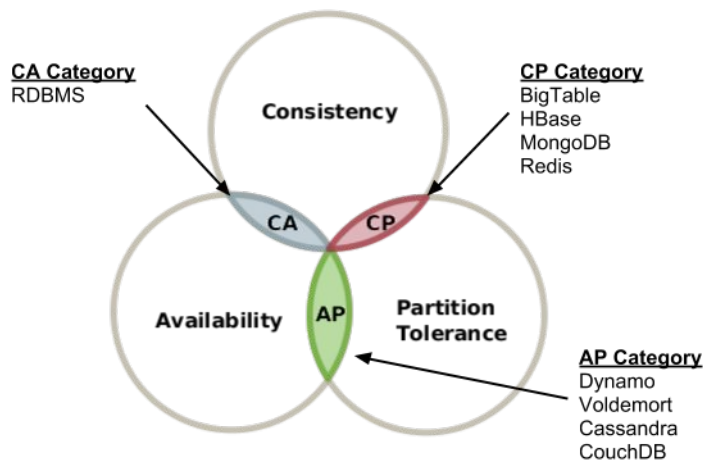 CA Category
RDBMS
CP Category
BigTable
HBase
MongoDB
Redis
Consistency
CA
CP
Availability
AP
Partition
Tolerance
AP Category
Dynamo
Voldemort
Cassandra
CouchDB